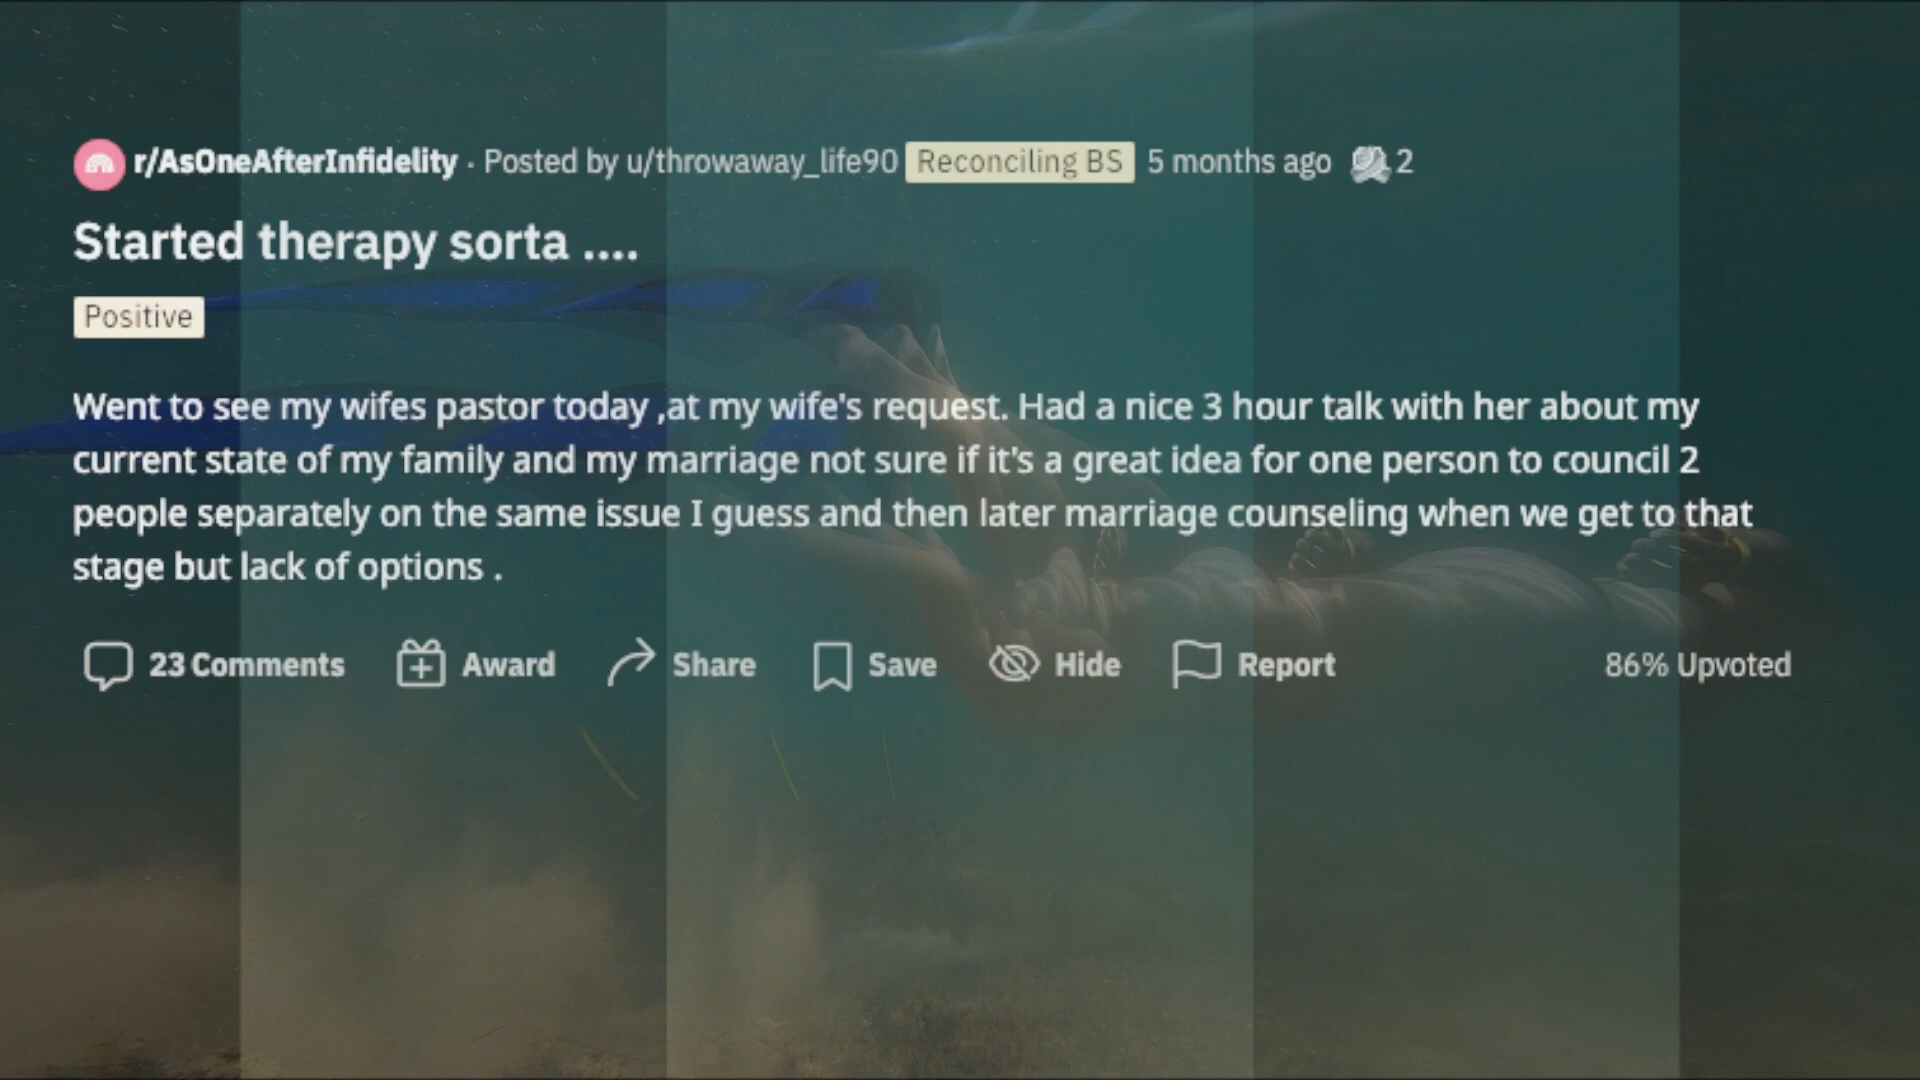 r/AsOneAfterInfidelity · Posted by u/throwaway_life90 Reconciling BS 5 months ago 2
Started therapy sorta ....
Positive
Went to see my wifes pastor today ,at my wife's request. Had a nice 3 hour talk with her about my
current state of my family and my marriage not sure if it's a great idea for one person to council 2
people separately on the same issue I guess and then later marriage counseling when we get to that
stage but lack of options .
23 Comments Award Share Save Hide Report 86% Upvoted